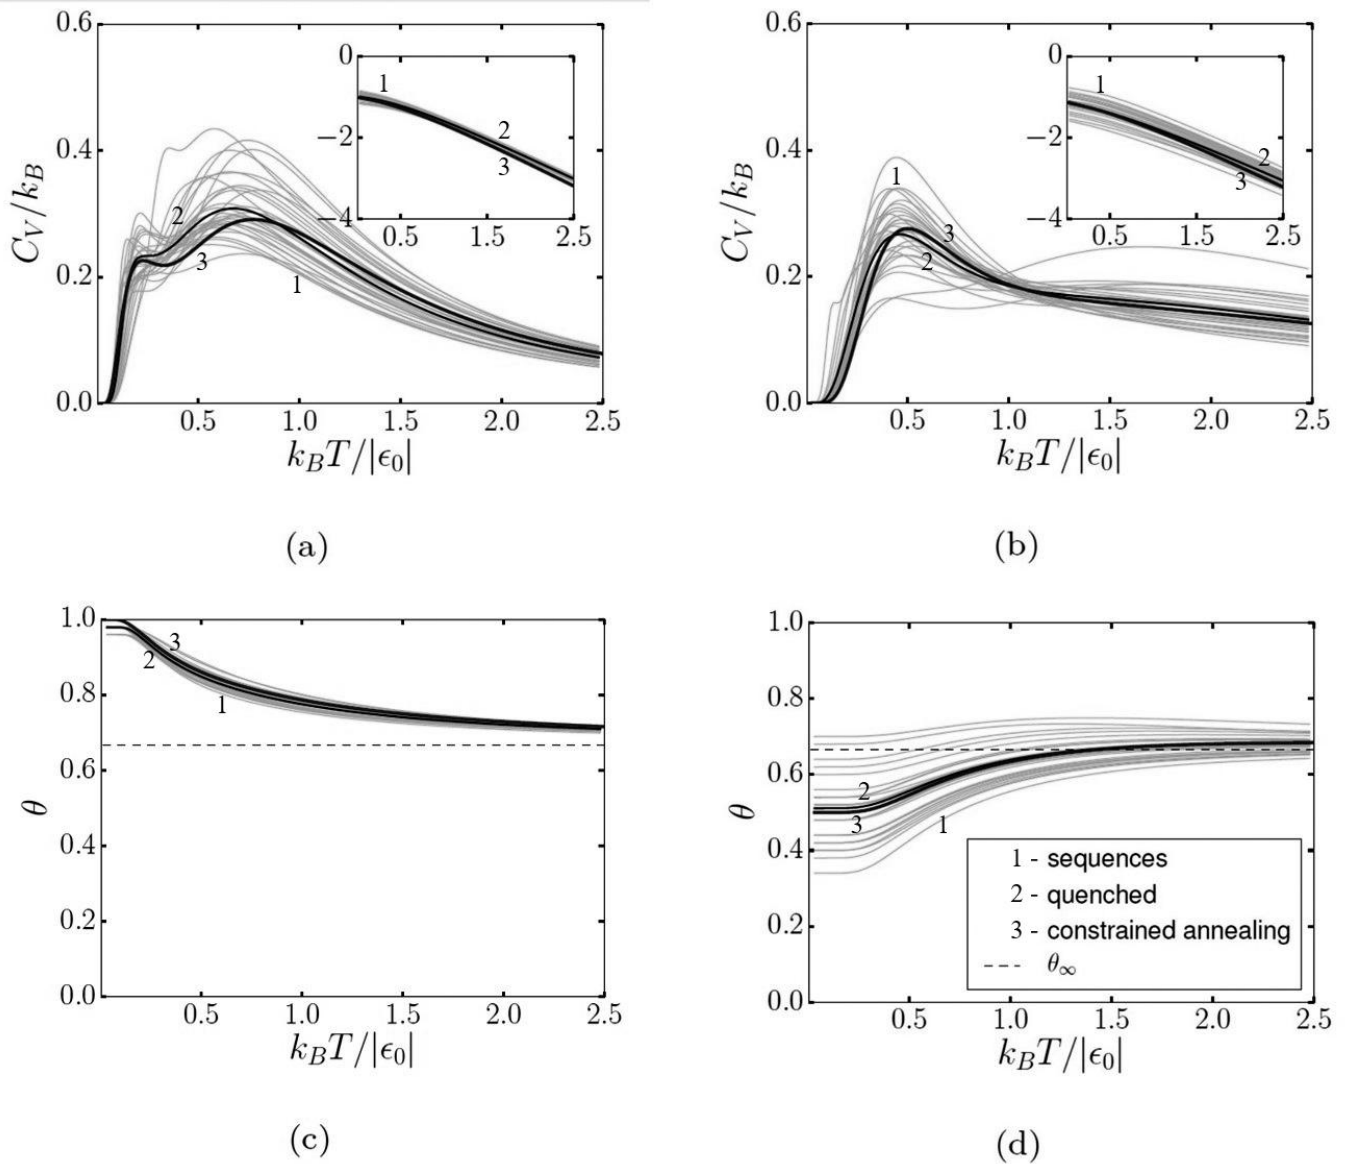 0.6
0.4
0.2
0.0
C_V/k_B
0.5 1.0 1.5 2.0 2.5
k_BT/|ϵ_0|
1
2
3
0
−2
−4
0.5 1.5 2.5
1
2
3
(a)
0.6
0.4
0.2
0.0
C_V/k_B
0.5 1.0 1.5 2.0 2.5
k_BT/|ϵ_0|
1
3
2
0
−2
−4
0.5 1.5 2.5
1
2
3
(b)
1.0
0.8
0.6
0.4
0.2
0.0
θ
3
2
1
0.5 1.0 1.5 2.0 2.5
k_BT/|ϵ_0|
(c)
1.0
0.8
0.6
0.4
0.2
0.0
θ
2
3
1
1 - sequences
2 - quenched
3 - constrained annealing
θ_∞
0.5 1.0 1.5 2.0 2.5
k_BT/|ϵ_0|
(d)